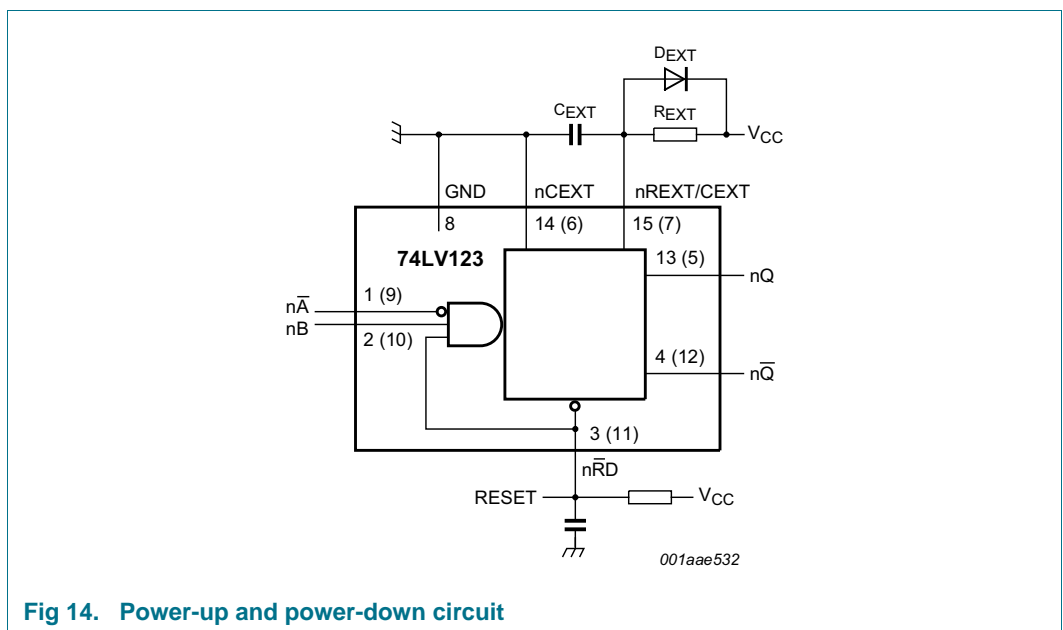 DEXT
CEXT
REXT
VCC
GND
nCEXT
nREXT/CEXT
8
14 (6)
15 (7)
74LV123
13 (5)
nQ
nA̅
1 (9)
nB
2 (10)
4 (12)
nQ̅
3 (11)
nR̅D
RESET
VCC
001aae532
Fig 14. Power-up and power-down circuit